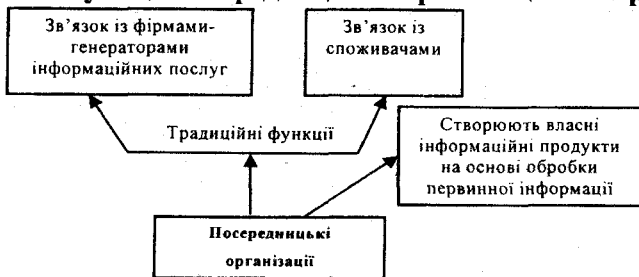 Зв’язок із фірмами-
генераторами
інформаційних послуг
Зв’язок із
споживачами
Традиційні функції
Створюють власні
інформаційні продукти
на основі обробки
первинної інформації
Посередницькі
організації